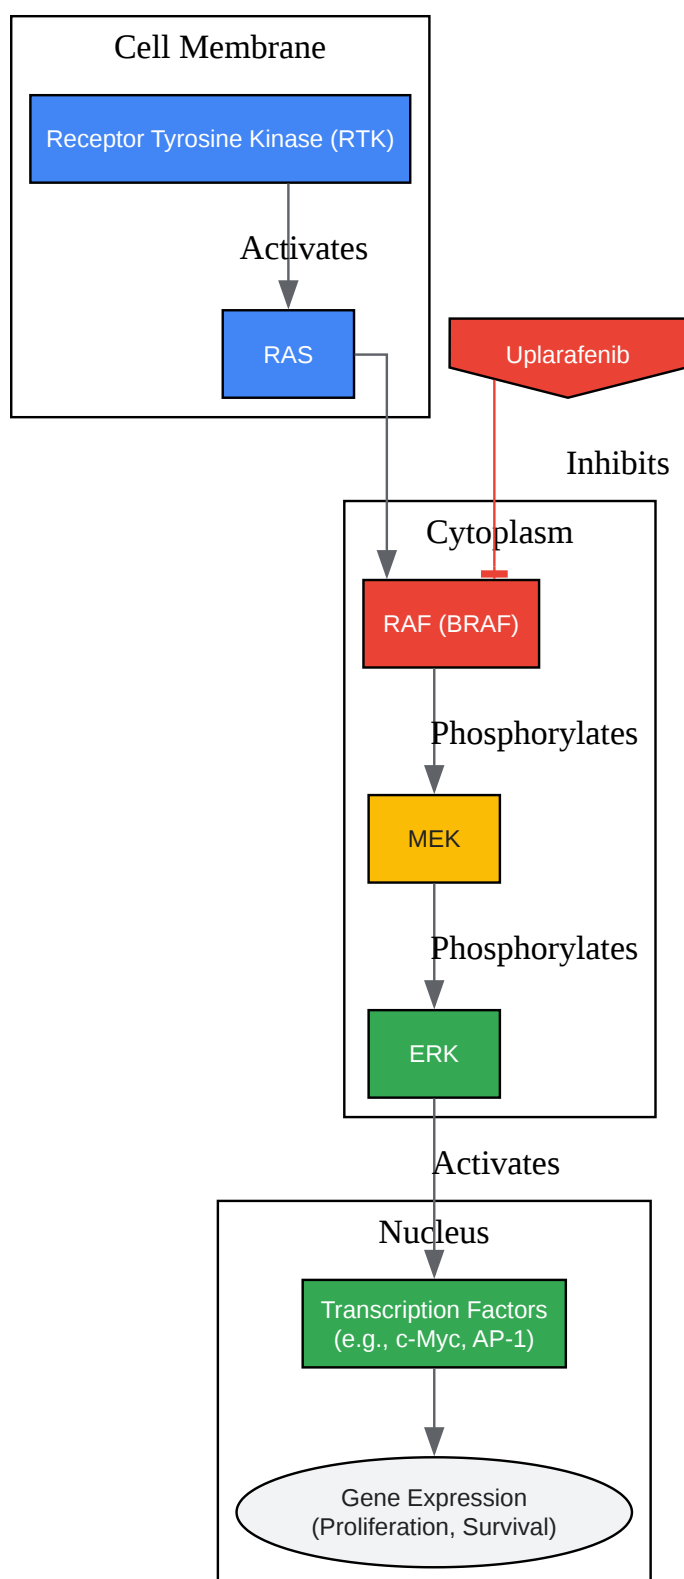 Cell Membrane
Receptor Tyrosine Kinase (RTK)
Activates
RAS
Uplarafenib
Inhibits
Cytoplasm
RAF (BRAF)
Phosphorylates
MEK
Phosphorylates
ERK
Activates
Nucleus
Transcription Factors
(e.g., c-Myc, AP-1)
Gene Expression
(Proliferation, Survival)